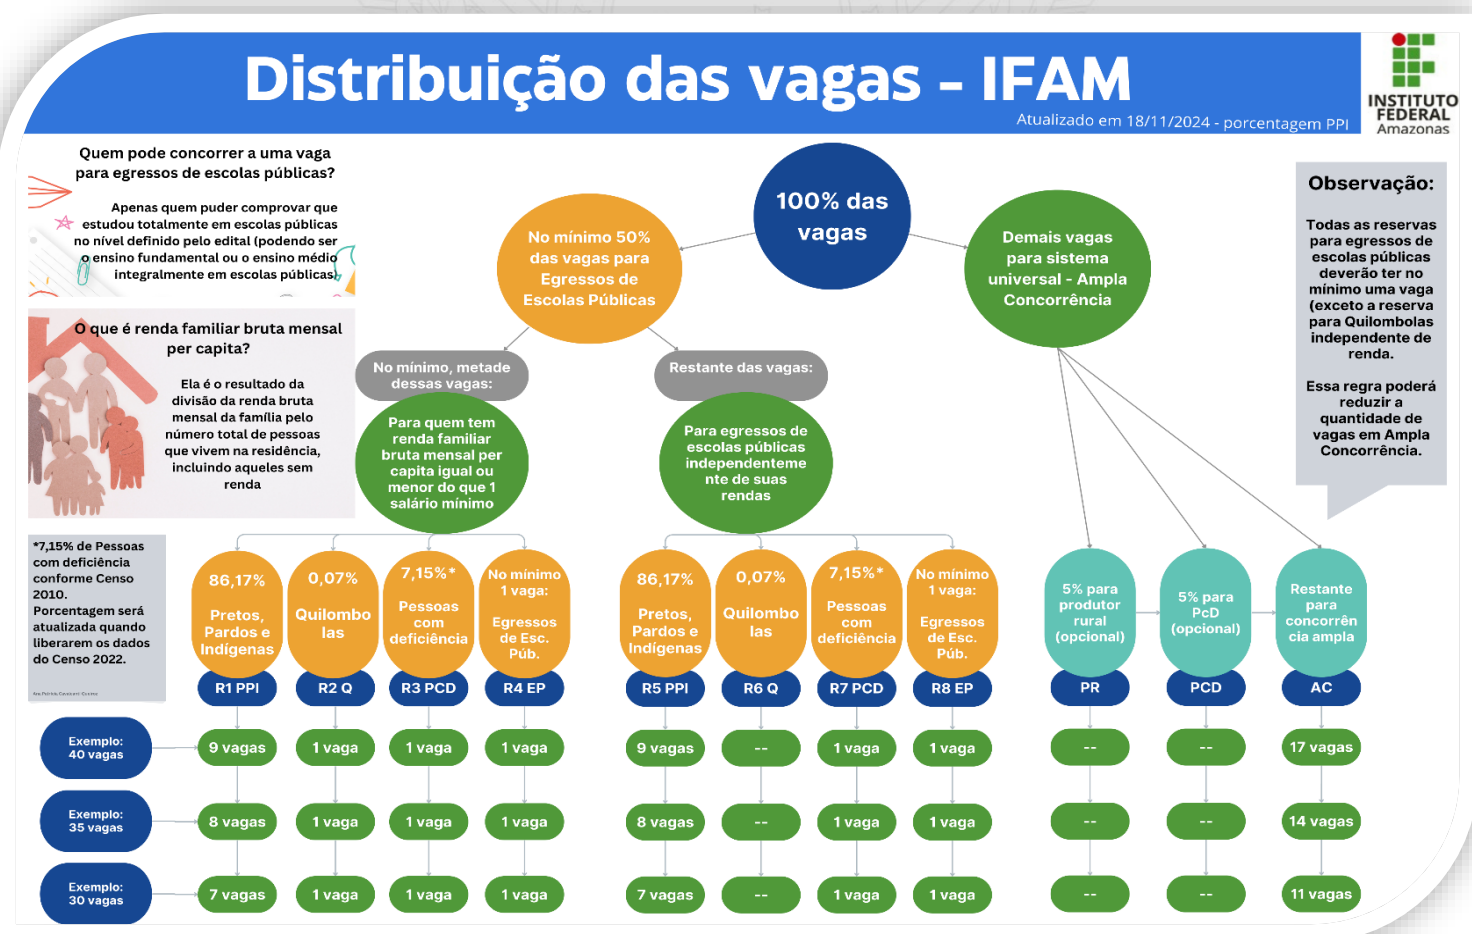 Distribuição das vagas - IFAM
Atualizado em 18/11/2024 - porcentagem PPI
INSTITUTO
FEDERAL
Amazonas
Quem pode concorrer a uma vaga
para egressos de escolas públicas?
Apenas quem puder comprovar que
estudou totalmente em escolas públicas
no nível definido pelo edital (podendo ser
o ensino fundamental ou o ensino médio
integralmente em escolas públicas)
O que é renda familiar bruta mensal
per capita?
Ela é o resultado da
divisão da renda bruta
mensal da família pelo
número total de pessoas
que vivem na residência,
incluindo aqueles sem
renda
*7,15% de Pessoas
com deficiência
conforme Censo
2010.
Porcentagem será
atualizada quando
liberarem os dados
do Censo 2022.
100% das
vagas
No mínimo 50%
das vagas para
Egressos de
Escolas Públicas
Demais vagas
para sistema
universal - Ampla
Concorrência
Observação:
Todas as reservas
para egressos de
escolas públicas
deverão ter no
mínimo uma vaga
(exceto a reserva
para Quilombolas
independente de
renda.
Essa regra poderá
reduzir a
quantidade de
vagas em Ampla
Concorrência.
No mínimo, metade
dessas vagas:
Restante das vagas:
Para quem tem
renda familiar
bruta mensal per
capita igual ou
menor do que 1
salário mínimo
Para egressos de
escolas públicas
independenteme
nte de suas
rendas
86,17%
Pretos,
Pardos e
Indígenas
0,07%
Quilombo
las
7,15%*
Pessoas
com
deficiência
No mínimo
1 vaga:
Egressos
de Esc.
Púb.
86,17%
Pretos,
Pardos e
Indígenas
0,07%
Quilombo
las
7,15%*
Pessoas
com
deficiência
No mínimo
1 vaga:
Egressos
de Esc.
Púb.
5% para
produtor
rural
(opcional)
5% para
PcD
(opcional)
Restante
para
concorrên
cia ampla
R1 PPI R2 Q R3 PCD R4 EP R5 PPI R6 Q R7 PCD R8 EP PR PCD AC
Exemplo:
40 vagas
9 vagas 1 vaga 1 vaga 1 vaga 9 vagas -- 1 vaga 1 vaga -- -- 17 vagas
Exemplo:
35 vagas
8 vagas 1 vaga 1 vaga 1 vaga 8 vagas -- 1 vaga 1 vaga -- -- 14 vagas
Exemplo:
30 vagas
7 vagas 1 vaga 1 vaga 1 vaga 7 vagas -- 1 vaga 1 vaga -- -- 11 vagas